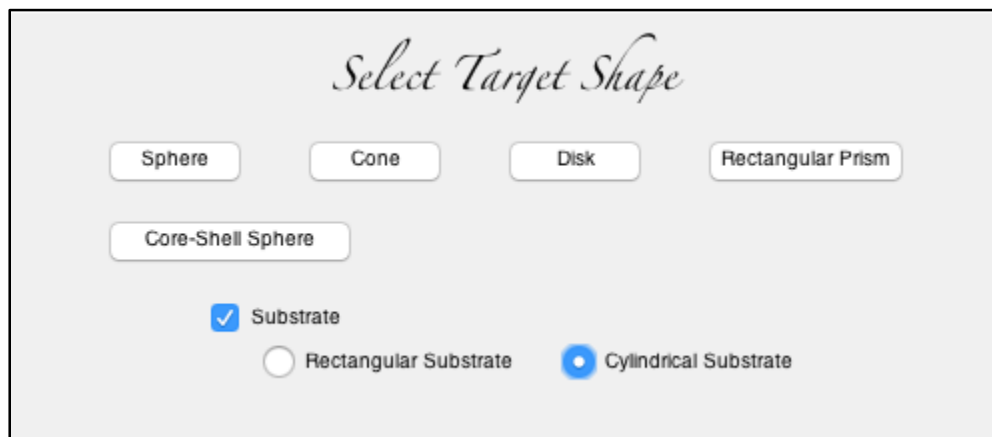 Select Target Shape
Sphere Cone Disk Rectangular Prism
Core-Shell Sphere
Substrate
Rectangular Substrate Cylindrical Substrate